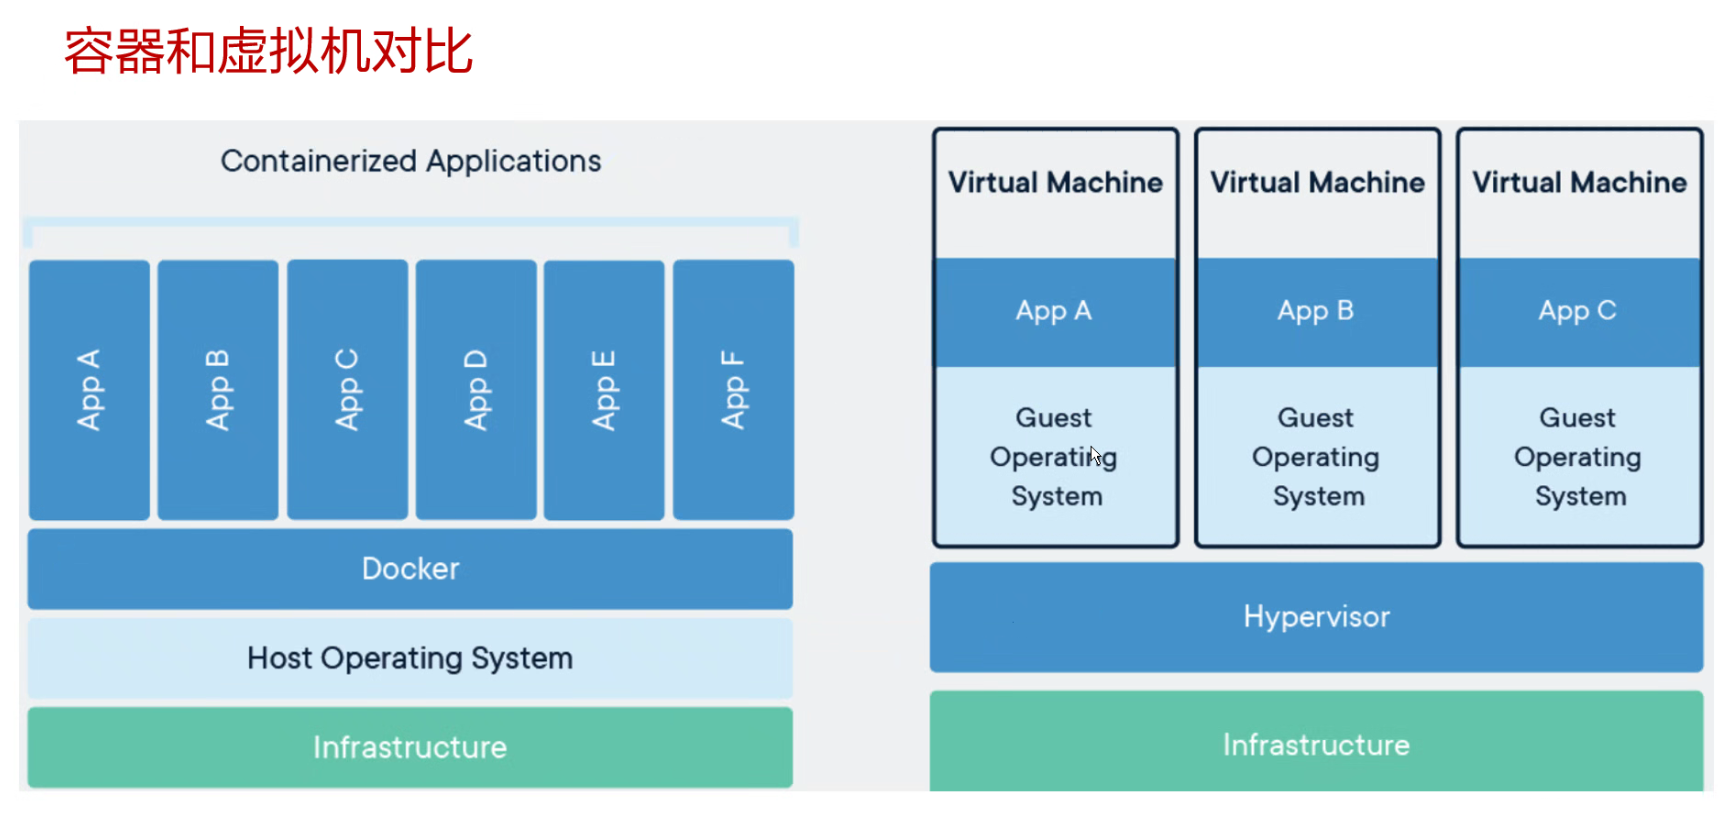 容器和虚拟机对比
Containerized Applications
App A
App B
App C
App D
App E
App F
Docker
Host Operating System
Infrastructure
Virtual Machine
App A
Guest
Operating
System
Virtual Machine
App B
Guest
Operating
System
Virtual Machine
App C
Guest
Operating
System
Hypervisor
Infrastructure